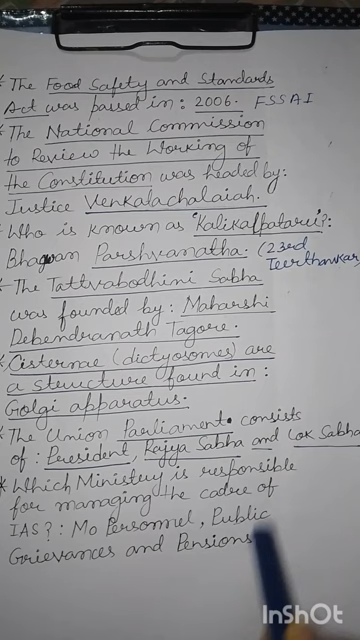 * The Food Safety and Standards
Act was passed in: 2006. FSSAI
* The National Commission
to Review the Working of
the Constitution was headed by:
Justice Venkalachalaiah.
* Who is known as "Kalikalpataru"?:
Bhagwan Parshvanatha. (23rd
Teerthankar)
* The Tattvabodhini Sabha
was founded by: Maharshi
Debendranath Tagore.
* Cisternae (dictyosomes) are
a structure found in:
Golgi apparatus.
* The Union Parliament consists
of: President, Rajya Sabha and Lok Sabha
* Which Ministry is responsible
for managing the cadre of
IAS?: Mo Personnel, Public
Grievances and Pensions
InShOt